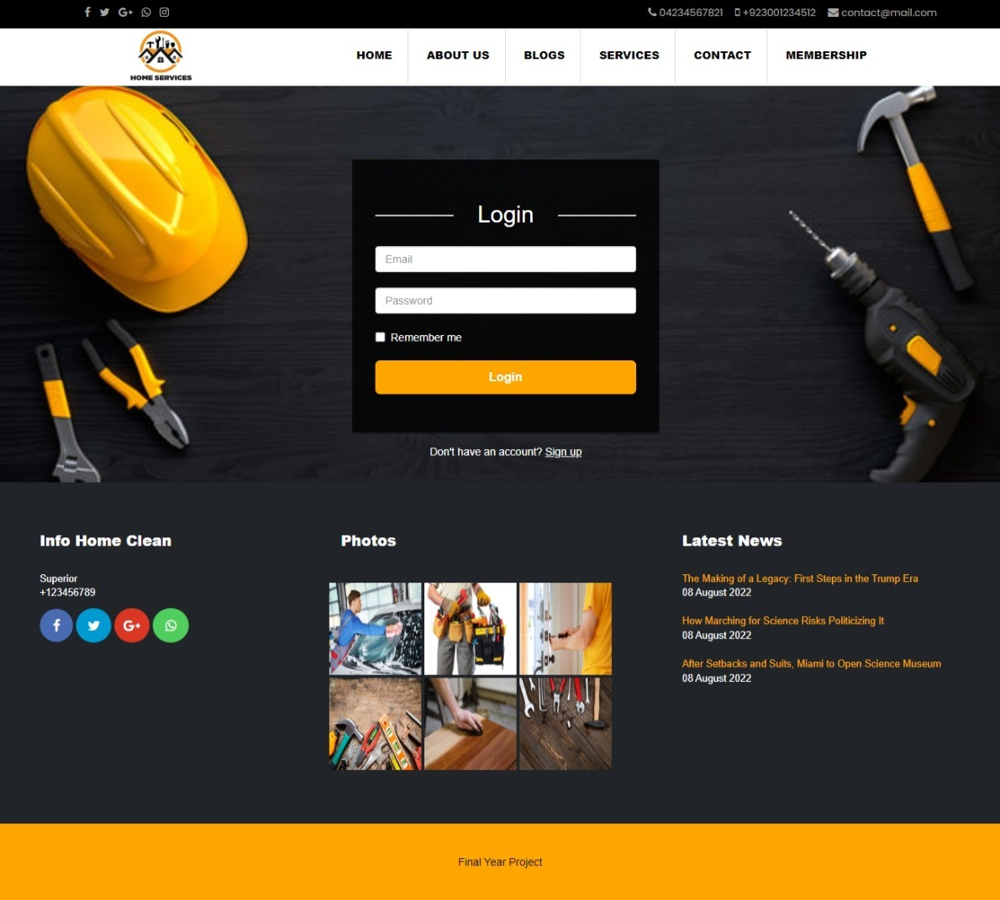 04234567821 +923001234512 contact@mail.com
HOME SERVICES
HOME ABOUT US BLOGS SERVICES CONTACT MEMBERSHIP
Login
Email
Password
Remember me
Login
Don't have an account? Sign up
Info Home Clean
Superior
+123456789
Photos
Latest News
The Making of a Legacy: First Steps in the Trump Era
08 August 2022
How Marching for Science Risks Politicizing It
08 August 2022
After Setbacks and Suits, Miami to Open Science Museum
08 August 2022
Final Year Project